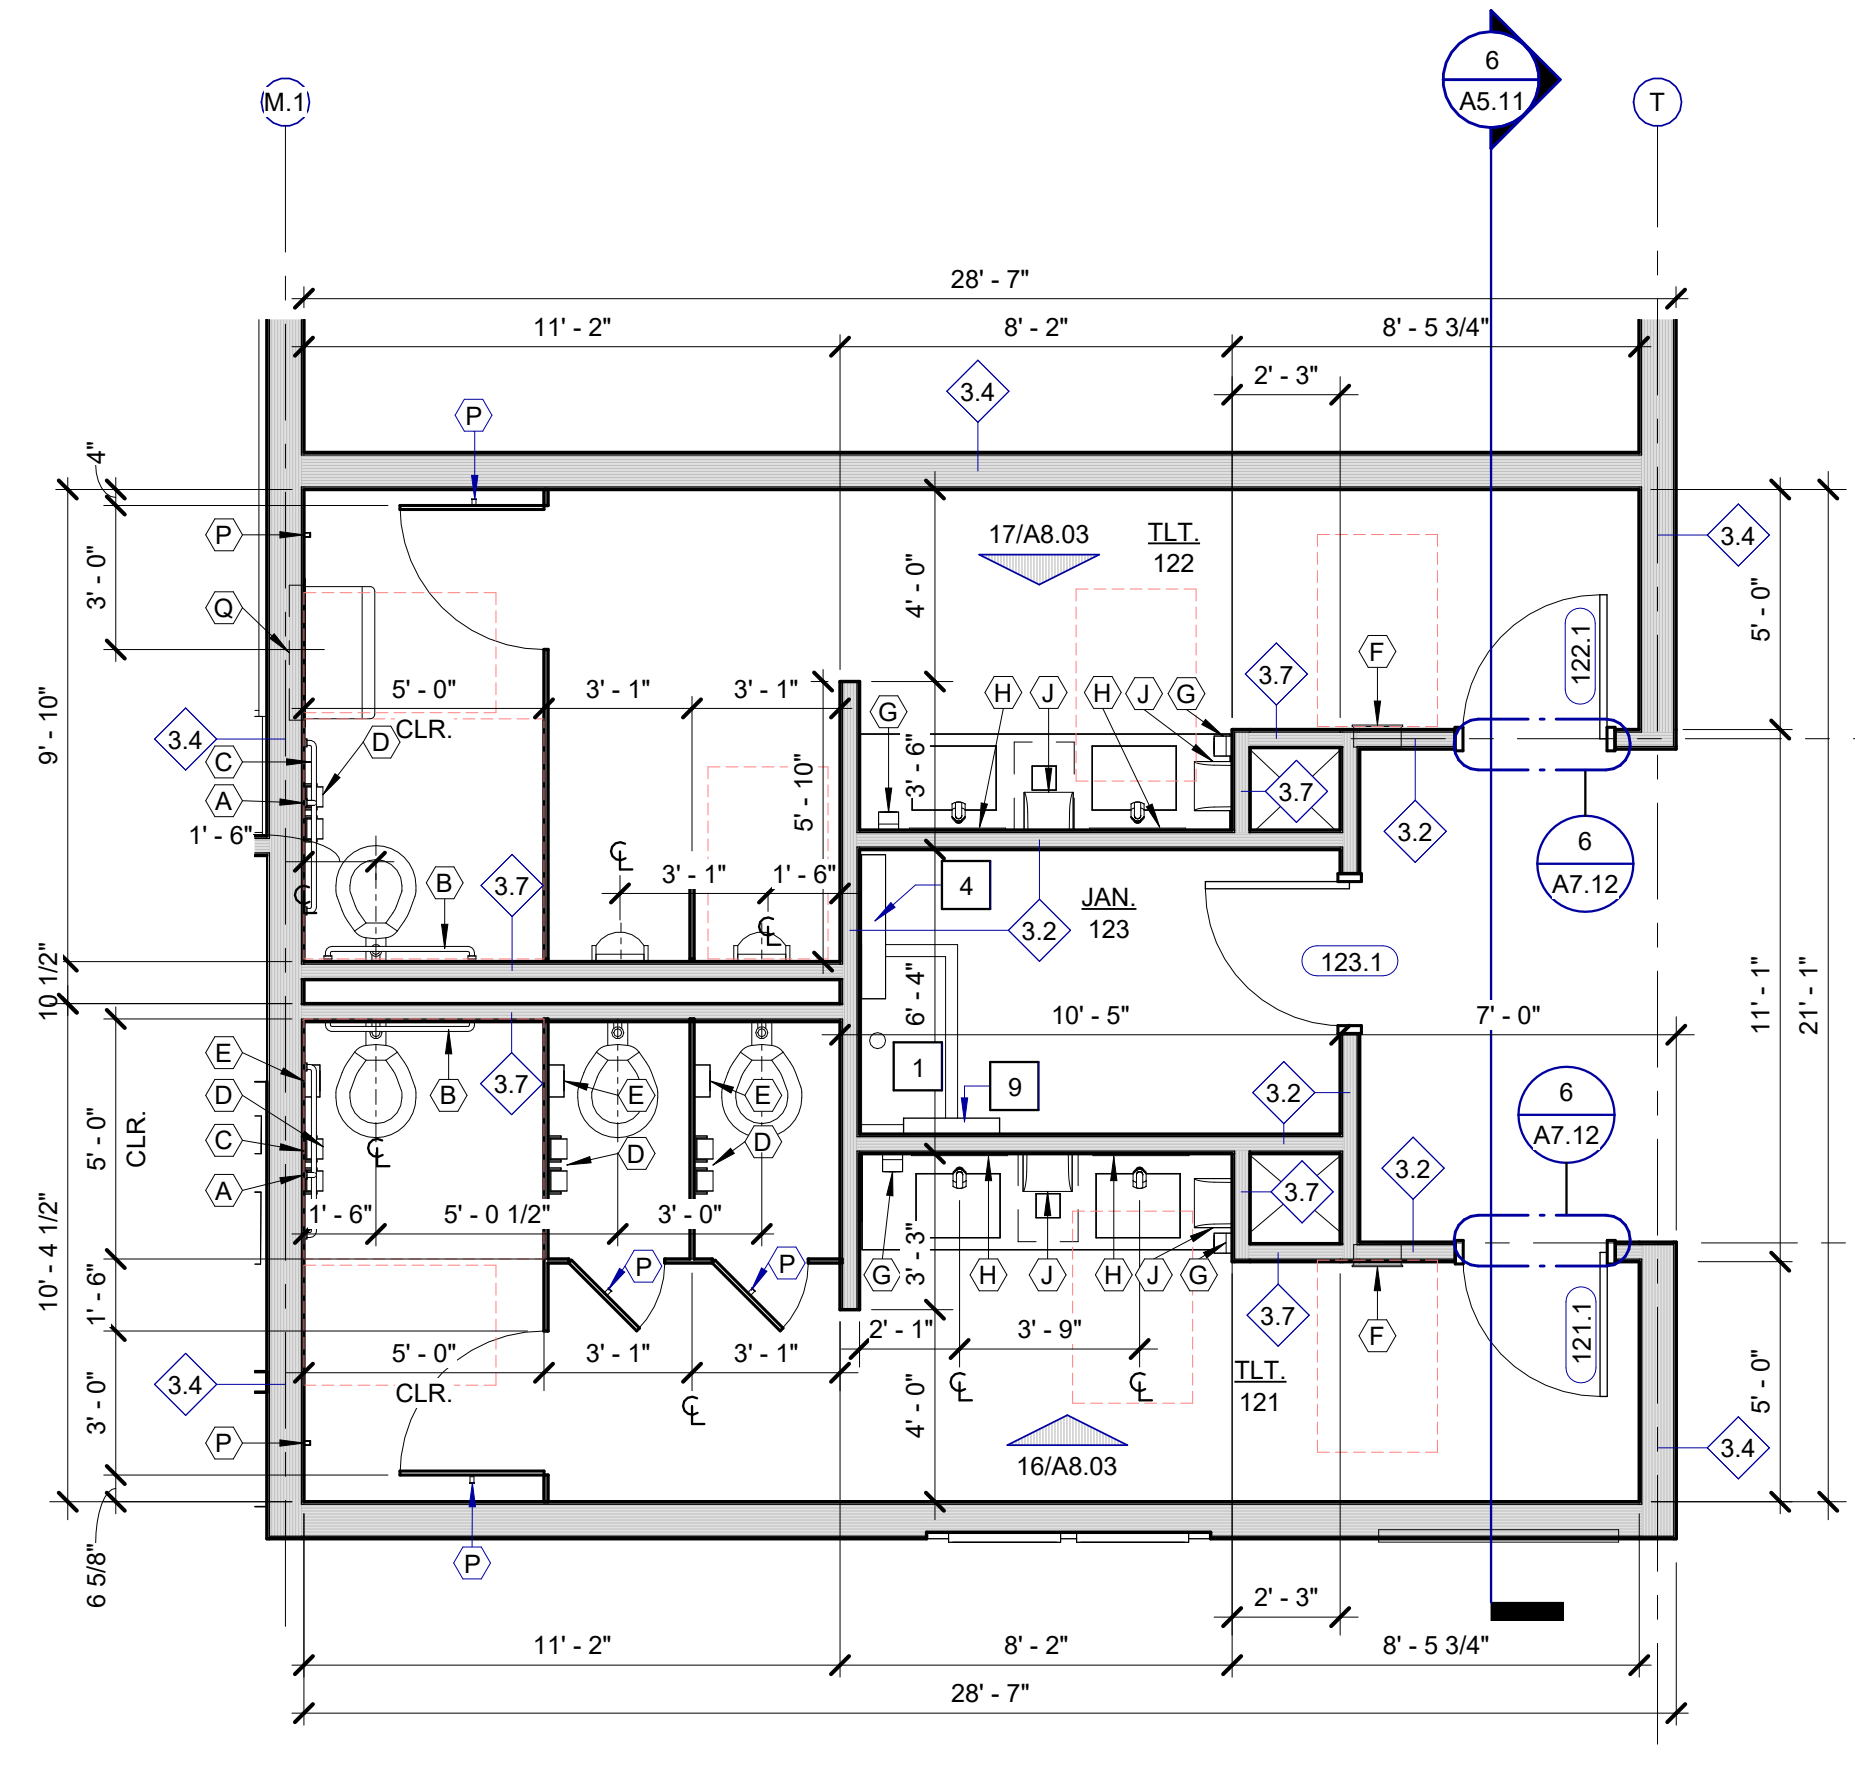 6
A5.11
M.1
T
28' - 7"
11' - 2"
8' - 2"
8' - 5 3/4"
2' - 3"
3.4
P
4"
17/A8.03
TLT.
122
3.4
P
3' - 0"
4' - 0"
5' - 0"
Q
122.1
F
3.7
5' - 0"
3' - 1"
3' - 1"
H
J
H
J
G
G
CLR.
9' - 10"
3.4
D
C
3' - 6"
5' - 10"
A
3.7
3.2
1' - 6"
6
A7.12
℄
3' - 1"
1' - 6"
4
B
3.7
℄
℄
JAN.
123
3.2
123.1
10 1/2"
6' - 4"
11' - 1"
21' - 1"
10' - 5"
7' - 0"
E
1
9
3.2
6
A7.12
D
B
3.7
E
E
C
5' - 0"
CLR.
D
D
℄
3.2
A
3.7
1' - 6"
5' - 0 1/2"
3' - 0"
10' - 4 1/2"
P
P
3' - 3"
G
H
J
H
J
G
1' - 6"
3.7
F
121.1
2' - 1"
3' - 9"
5' - 0"
3' - 1"
3' - 1"
3.4
CLR.
TLT.
121
℄
℄
℄
3' - 0"
4' - 0"
5' - 0"
P
16/A8.03
3.4
P
6 5/8"
2' - 3"
11' - 2"
8' - 2"
8' - 5 3/4"
28' - 7"